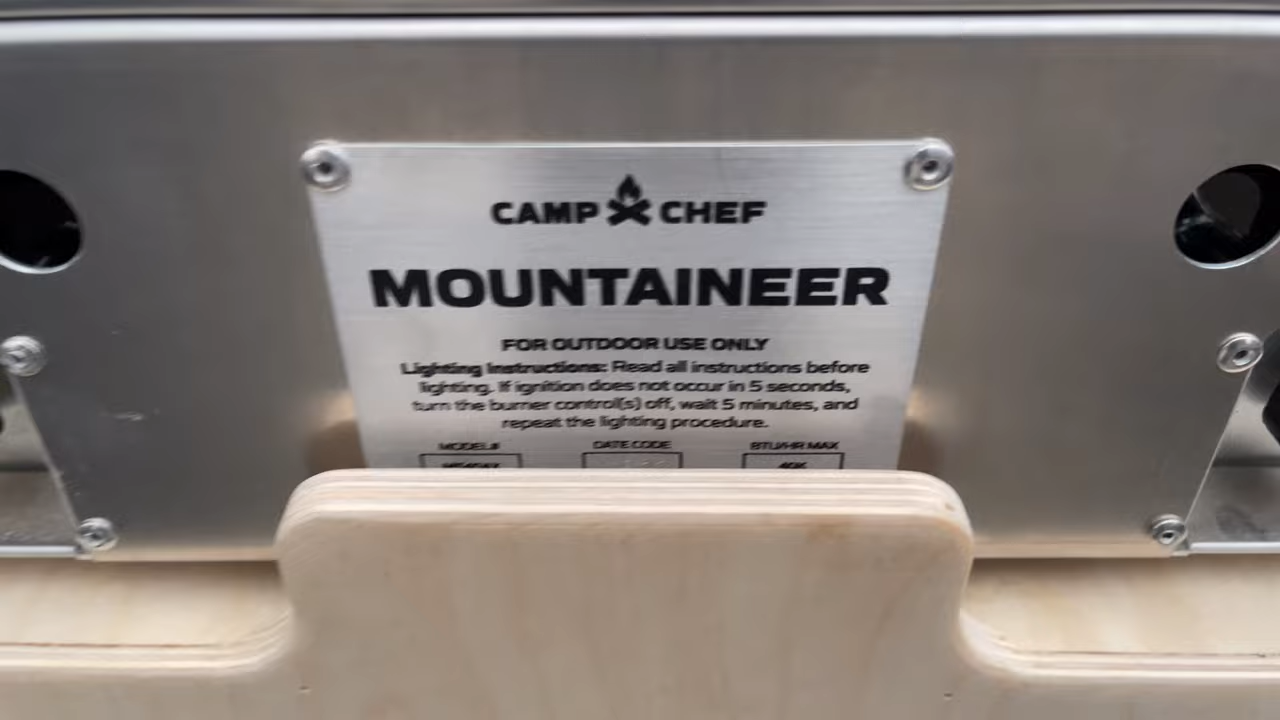 CAMP CHEF
MOUNTAINEER
FOR OUTDOOR USE ONLY
Lighting Instructions: Read all instructions before
lighting. If ignition does not occur in 5 seconds,
turn the burner control(s) off, wait 5 minutes, and
repeat the lighting procedure.
MODEL# DATE CODE BTU/HR MAX
40K